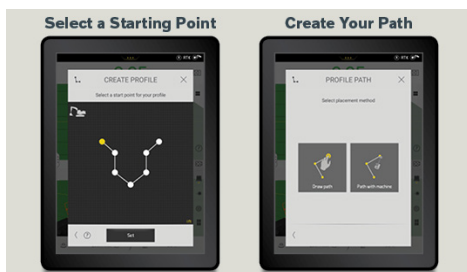 Select a Starting Point
CREATE PROFILE
Select a start point for your profile
Set
Create Your Path
PROFILE PATH
Select placement method
Draw path
Path with machine